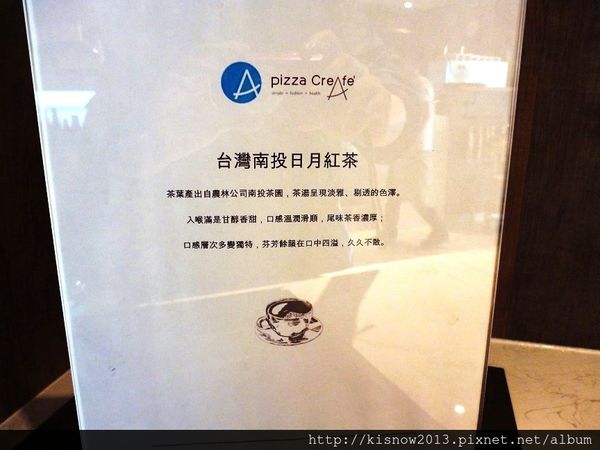 A pizza CreAfe'
simple + fashion + health
台灣南投日月紅茶
茶葉產出自農林公司南投茶園，茶湯呈現淡雅、剔透的色澤。
入喉滿是甘醇香甜，口感溫潤滑順，尾味茶香濃厚；
口感層次多變獨特，芬芳餘韻在口中四溢，久久不散。
http://kisnow2013.pixnet.net/album